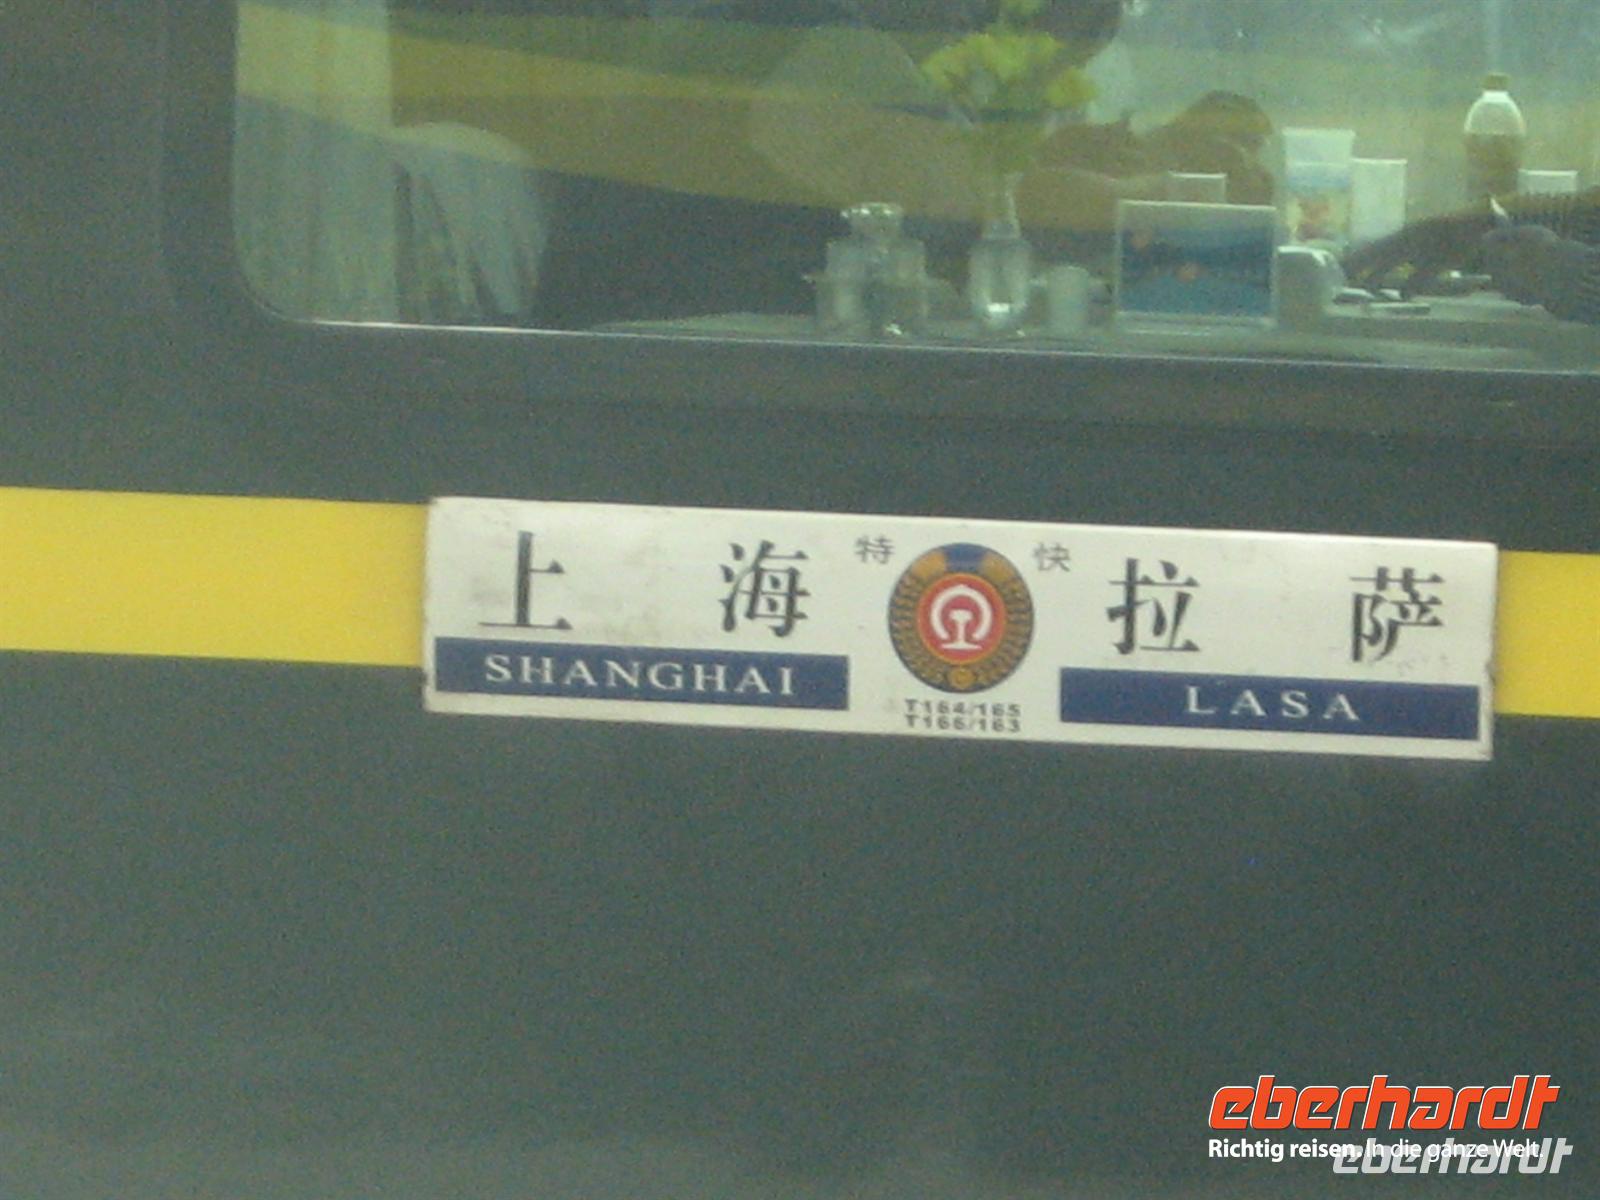 上海 特 快 拉萨
SHANGHAI LASA
T164/165
T166/163
eberhardt
Richtig reisen. In die ganze Welt.
eberhardt